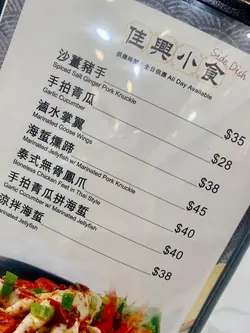 佳興小食
Side Dish
供應時間：全日供應 All Day Available
沙薑豬手 $35
Spiced Salt Ginger Pork Knuckle
手拍青瓜 $28
Garlic Cucumber
滷水掌翼 $38
Marinated Goose Wings
海蜇燻蹄 $45
Marinated Jellyfish w/ Marinated Pork Knuckle
泰式無骨鳳爪 $40
Boneless Chicken Feet in Thai Style
手拍青瓜拼海蜇 $40
Garlic Cucumber w/ Marinated Jellyfish
涼拌海蜇 $38
Marinated Jellyfish